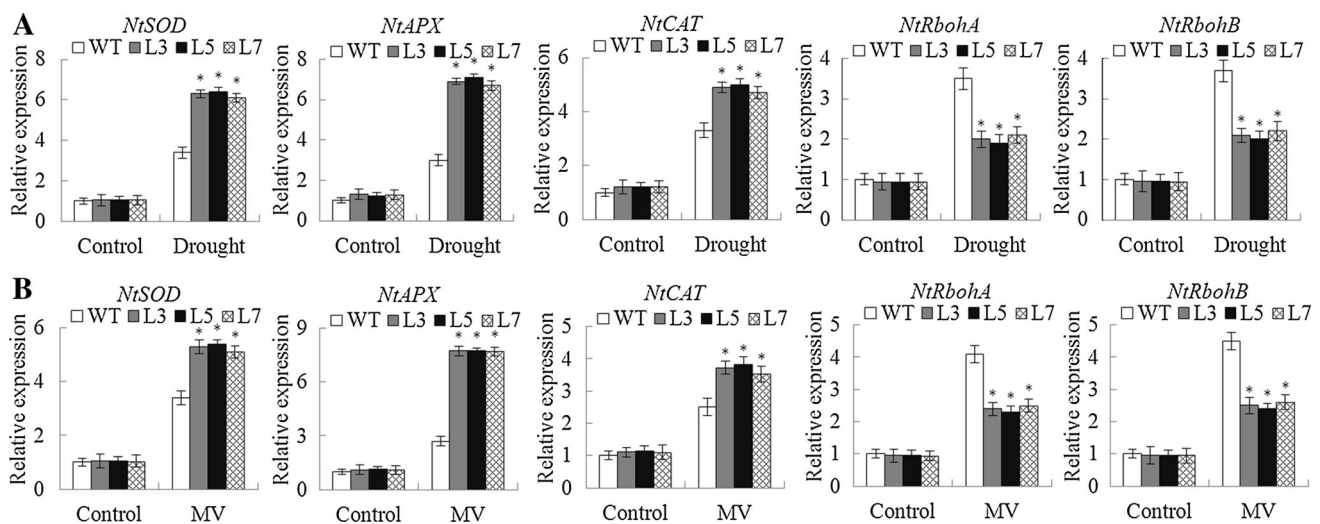 A
NtSOD
WT L3 L5 L7
Relative expression
8
6
4
2
0
* * *
Control Drought
NtAPX
WT L3 L5 L7
Relative expression
8
6
4
2
0
* * *
Control Drought
NtCAT
WT L3 L5 L7
Relative expression
6
4
2
0
* * *
Control Drought
NtRbohA
WT L3 L5 L7
Relative expression
4
3
2
1
0
* * *
Control Drought
NtRbohB
WT L3 L5 L7
Relative expression
4
3
2
1
0
* * *
Control Drought
B
NtSOD
WT L3 L5 L7
Relative expression
6
4
2
0
* * *
Control MV
NtAPX
WT L3 L5 L7
Relative expression
9
6
3
0
* * *
Control MV
NtCAT
WT L3 L5 L7
Relative expression
5
4
3
2
1
0
* * *
Control MV
NtRbohA
WT L3 L5 L7
Relative expression
5
4
3
2
1
0
* * *
Control MV
NtRbohB
WT L3 L5 L7
Relative expression
5
4
3
2
1
0
* * *
Control MV